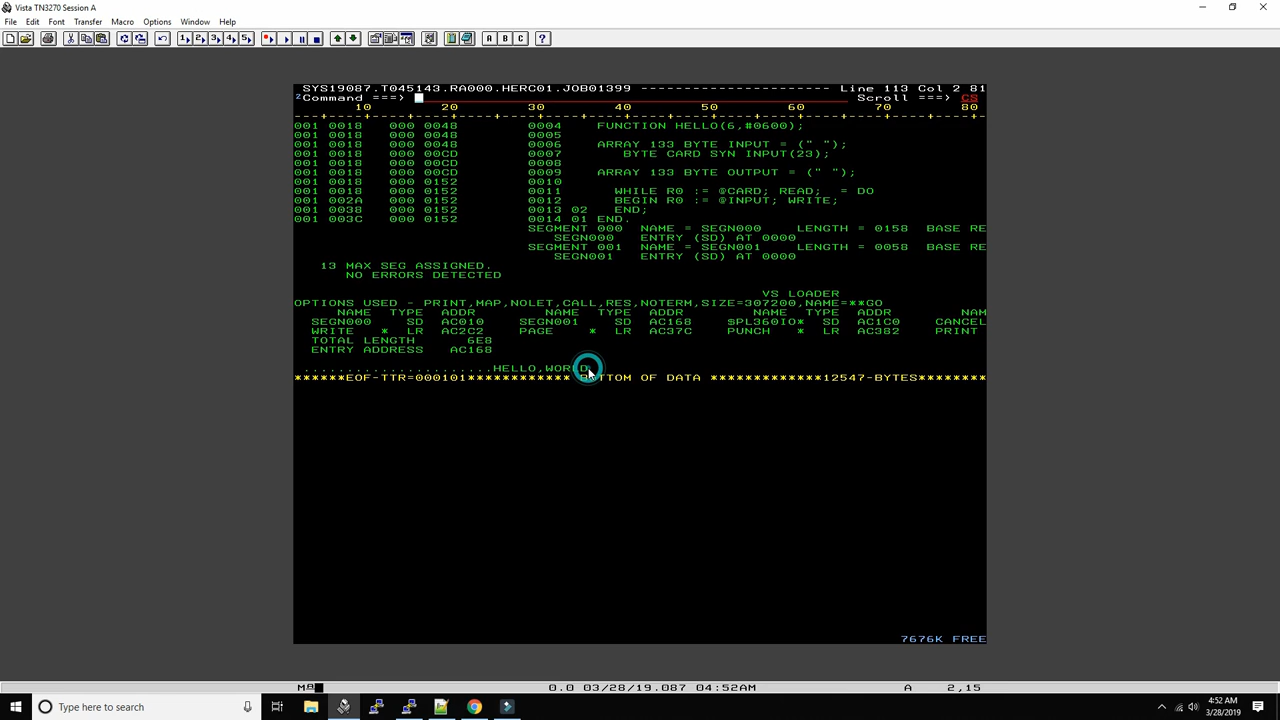 Vista TN3270 Session A
File Edit Font Transfer Macro Options Window Help
1 2 3 4 5 A B C ?
SYS19087.T045143.RA000.HERC01.JOB01399 ---------------------- Line 113 Col 2 81
Command ===> Scroll ===> CS
10 20 30 40 50 60 70 80
----+----+----+----+----+----+----+----+----+----+----+----+----+----+----+----+
001 0018 000 0048 0004 FUNCTION HELLO(6,#0600);
001 0018 000 0048 0005
001 0018 000 0048 0006 ARRAY 133 BYTE INPUT = (" ");
001 0018 000 00CD 0007 BYTE CARD SYN INPUT(23);
001 0018 000 00CD 0008
001 0018 000 00CD 0009 ARRAY 133 BYTE OUTPUT = (" ");
001 0018 000 0152 0010
001 0018 000 0152 0011 WHILE R0 := @CARD; READ; = DO
001 002A 000 0152 0012 BEGIN R0 := @INPUT; WRITE;
001 0038 000 0152 0013 02 END;
001 003C 000 0152 0014 01 END.
SEGMENT 000 NAME = SEGN000 LENGTH = 0158 BASE RE
SEGN000 ENTRY (SD) AT 0000
SEGMENT 001 NAME = SEGN001 LENGTH = 0058 BASE RE
SEGN001 ENTRY (SD) AT 0000
13 MAX SEG ASSIGNED.
NO ERRORS DETECTED
VS LOADER
OPTIONS USED - PRINT,MAP,NOLET,CALL,RES,NOTERM,SIZE=307200,NAME=**GO
NAME TYPE ADDR NAME TYPE ADDR NAME TYPE ADDR NAM
SEGN000 SD AC010 SEGN001 SD AC168 $PL360IO* SD AC1C0 CANCEL
WRITE * LR AC2C2 PAGE * LR AC37C PUNCH * LR AC382 PRINT
TOTAL LENGTH 6E8
ENTRY ADDRESS AC168
......................HELLO,WORLD
******EOF-TTR=000101************ BOTTOM OF DATA *************12547-BYTES********
7676K FREE
0.0 03/28/19.087 04:52AM A 2,15
Type here to search
4:52 AM
3/28/2019